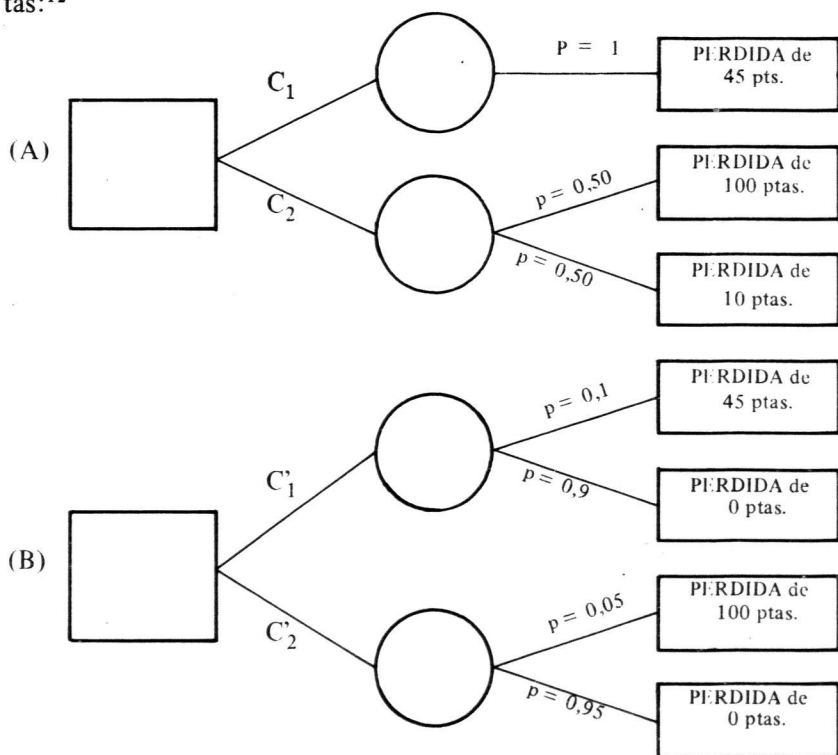 tas:12
P = 1
PERDIDA de
45 pts.
C1
(A)
p = 0,50
PERDIDA de
100 ptas.
C2
p = 0,50
PERDIDA de
10 ptas.
p = 0,1
PERDIDA de
45 ptas.
C'1
p = 0,9
PERDIDA de
0 ptas.
(B)
p = 0,05
PERDIDA de
100 ptas.
C'2
p = 0,95
PERDIDA de
0 ptas.